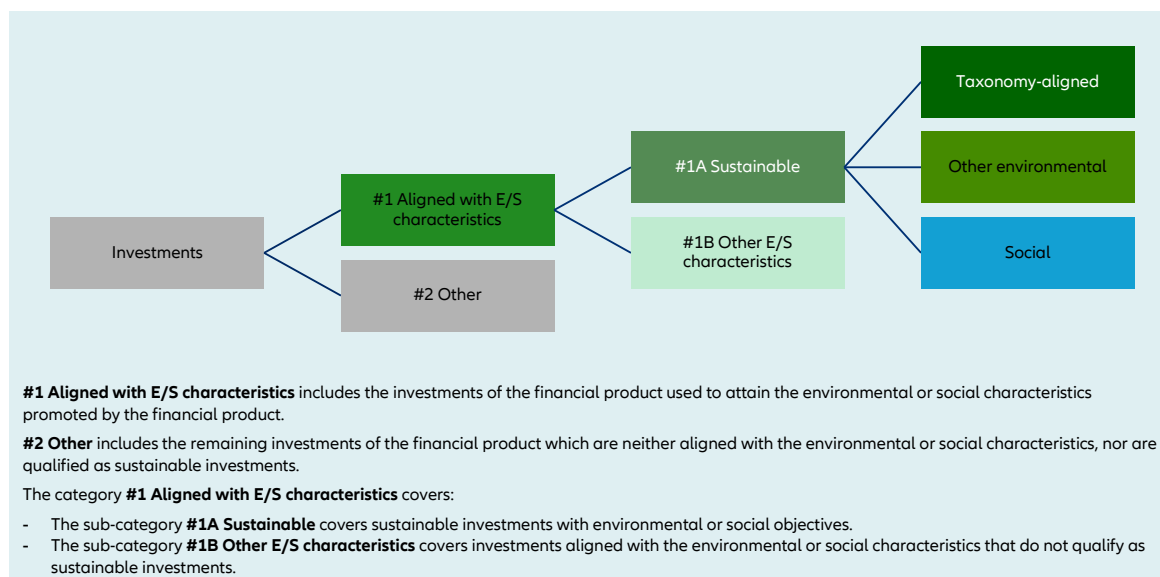 Taxonomy-aligned
#1A Sustainable
Other environmental
#1 Aligned with E/S
characteristics
#1B Other E/S
characteristics
Investments
Social
#2 Other
#1 Aligned with E/S characteristics includes the investments of the financial product used to attain the environmental or social characteristics
promoted by the financial product.
#2 Other includes the remaining investments of the financial product which are neither aligned with the environmental or social characteristics, nor are
qualified as sustainable investments.
The category #1 Aligned with E/S characteristics covers:
- The sub-category #1A Sustainable covers sustainable investments with environmental or social objectives.
- The sub-category #1B Other E/S characteristics covers investments aligned with the environmental or social characteristics that do not qualify as
sustainable investments.